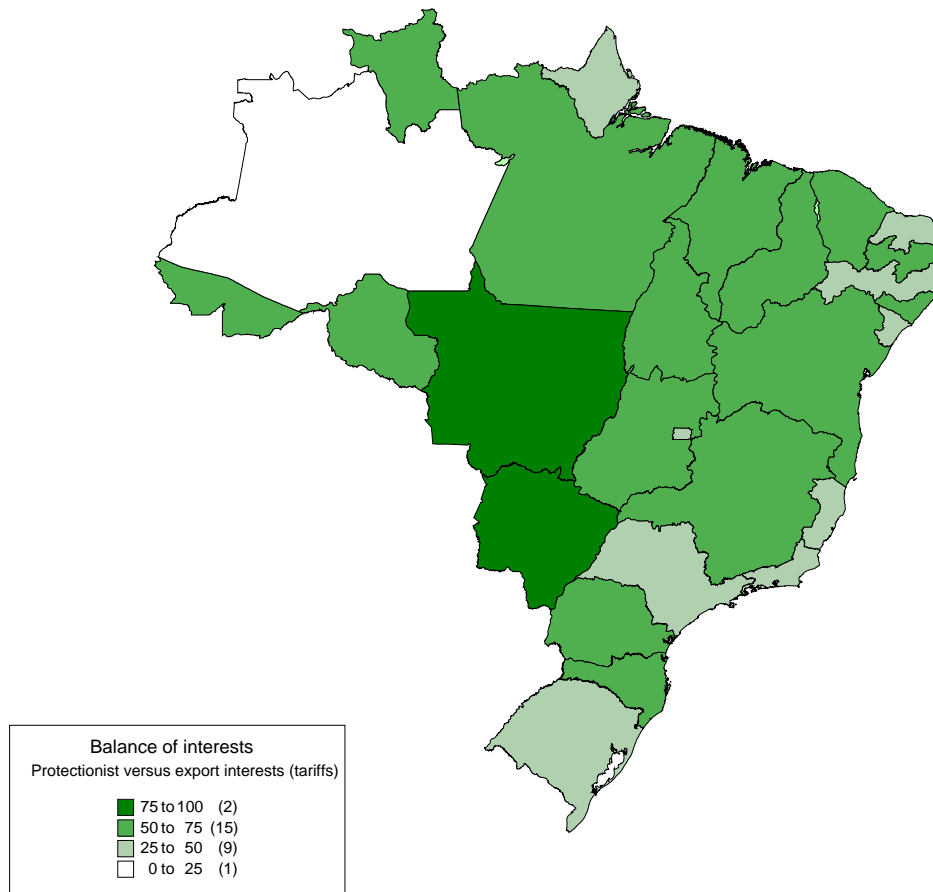 Balance of interests
Protectionist versus export interests (tariffs)
75 to 100 (2)
50 to 75 (15)
25 to 50 (9)
0 to 25 (1)